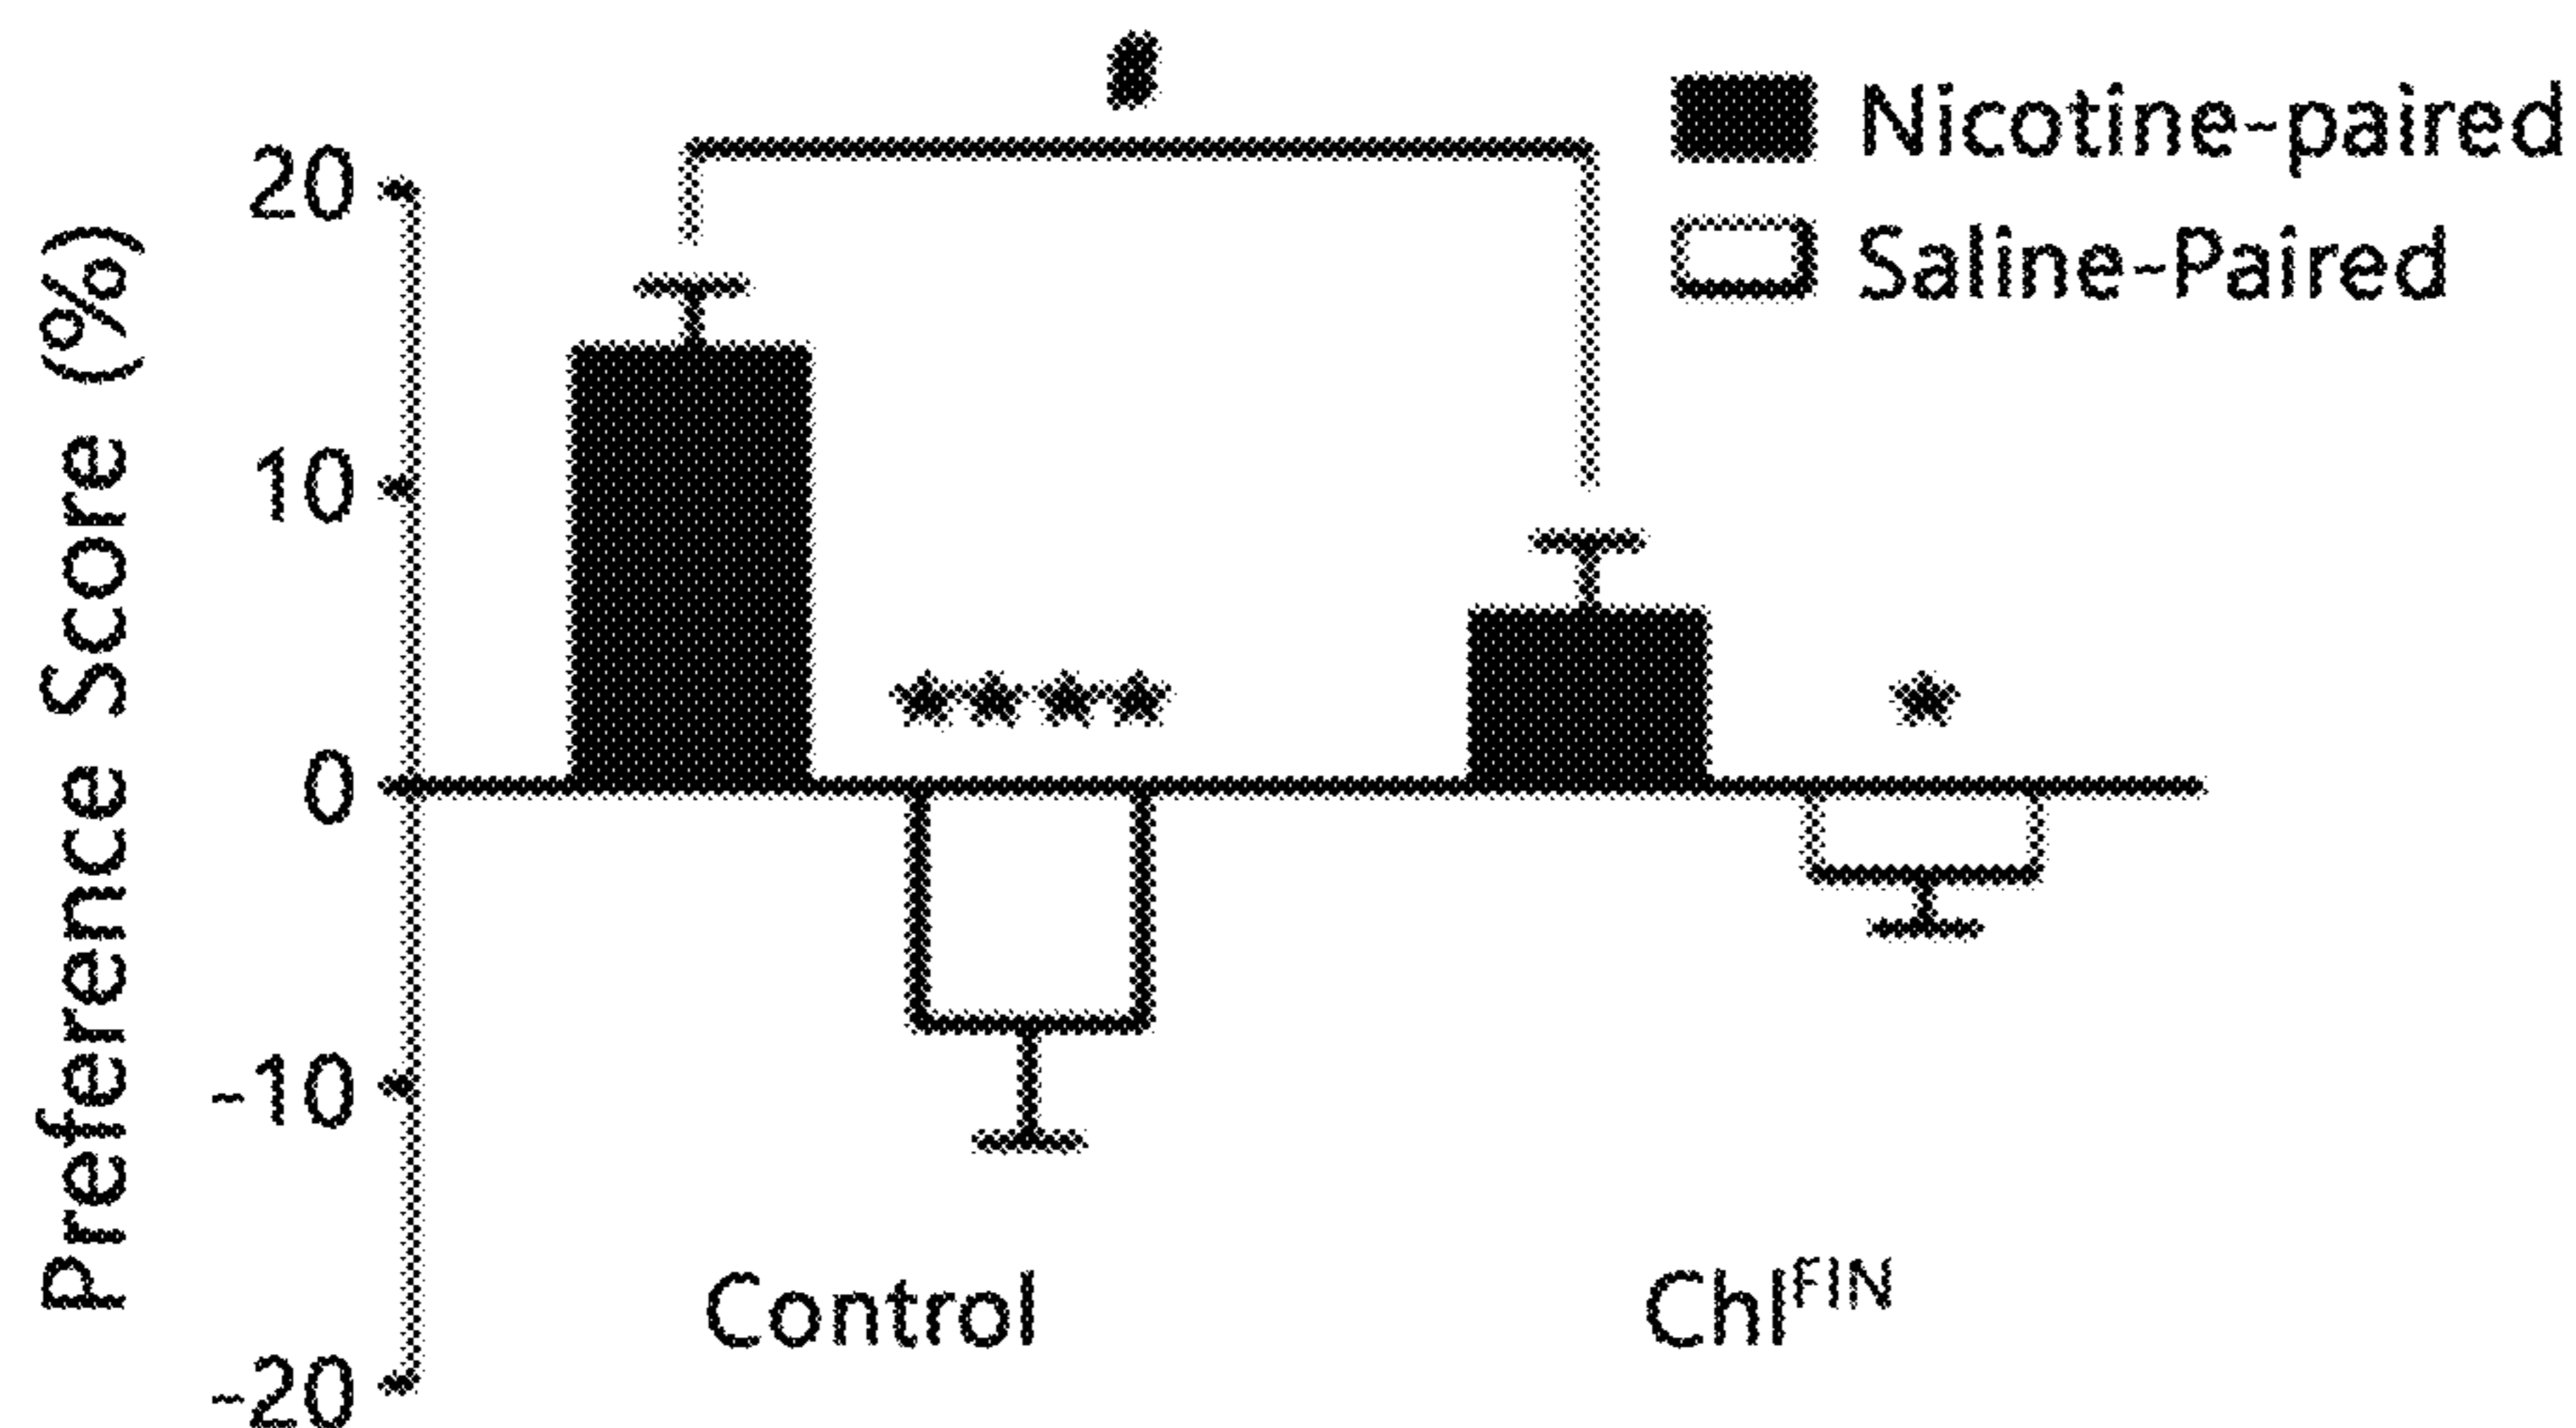 #
Nicotine-paired
Saline-Paired
Preference Score (%)
20
10
0
-10
-20
****
*
Control
Chl^FIN